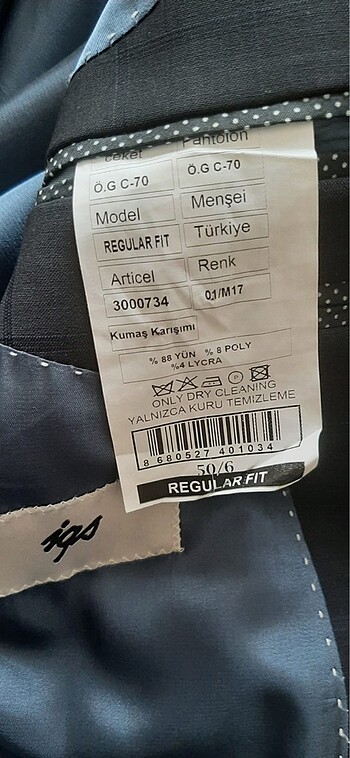 ceket Pantolon
Ö.G C-70 Ö.G C-70
Model Menşei
REGULAR FIT Türkiye
Articel Renk
3000734 01/M17
Kumaş Karışımı
% 88 YÜN % 8 POLY
%4 LYCRA
P
ONLY DRY CLEANING
YALNIZCA KURU TEMİZLEME
8 680527 401034
50/6
REGULAR FIT
igs